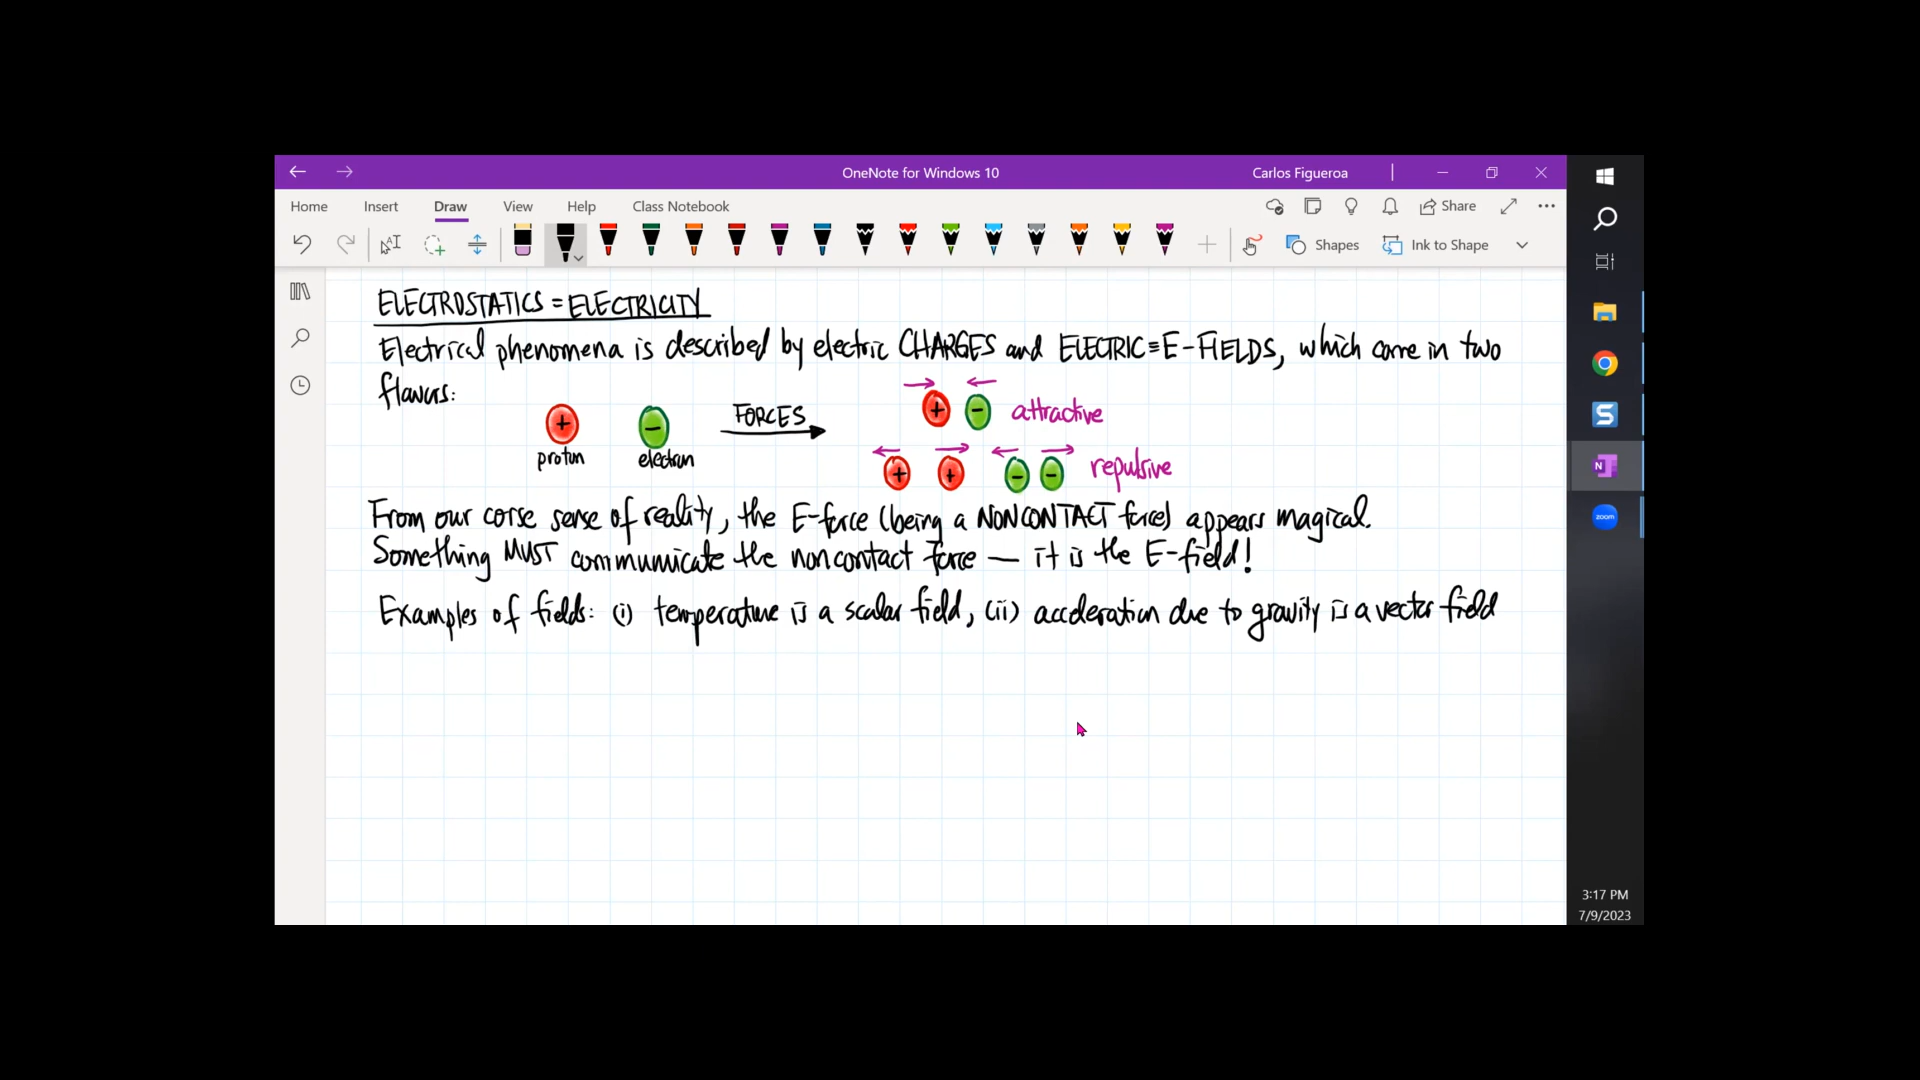 OneNote for Windows 10
Carlos Figueroa
Home Insert Draw View Help Class Notebook
Share
Shapes
Ink to Shape
ELECTROSTATICS = ELECTRICITY
Electrical phenomena is described by electric CHARGES and ELECTRIC≡E-FIELDS, which come in two
flavors:
+
−
proton
electron
FORCES
+ − attractive
+ + − − repulsive
From our corse sense of reality, the E-force (being a NONCONTACT force) appears magical.
Something MUST communicate the noncontact force — it is the E-field!
Examples of fields: (i) temperature is a scalar field, (ii) acceleration due to gravity is a vector field
S
N
zoom
3:17 PM
7/9/2023